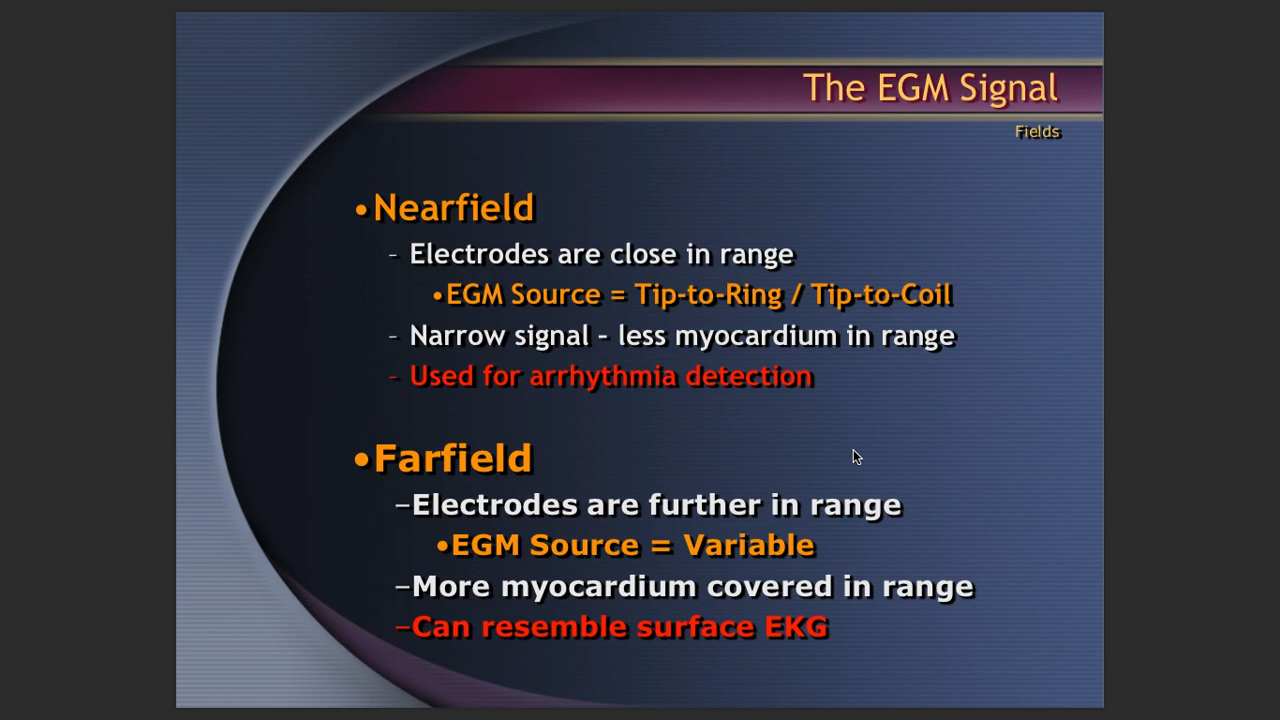 The EGM Signal
Fields
•Nearfield
- Electrodes are close in range
•EGM Source = Tip-to-Ring / Tip-to-Coil
- Narrow signal – less myocardium in range
- Used for arrhythmia detection
•Farfield
–Electrodes are further in range
•EGM Source = Variable
–More myocardium covered in range
–Can resemble surface EKG